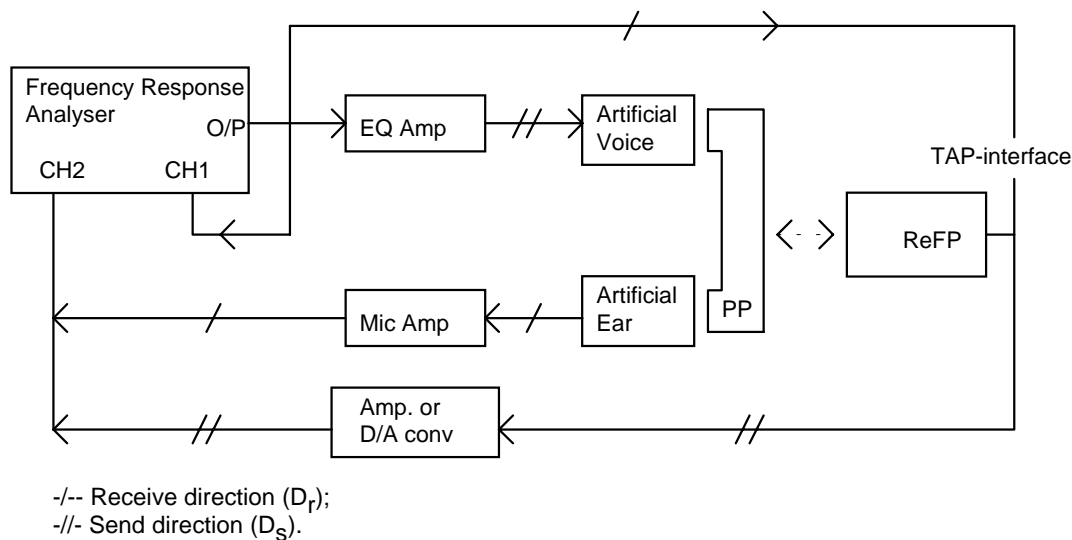 Frequency Response
Analyser
O/P
CH2
CH1
EQ Amp
Artificial
Voice
TAP-interface
ReFP
PP
Mic Amp
Artificial
Ear
Amp. or
D/A conv
-/-- Receive direction (Dr);
-//- Send direction (Ds).